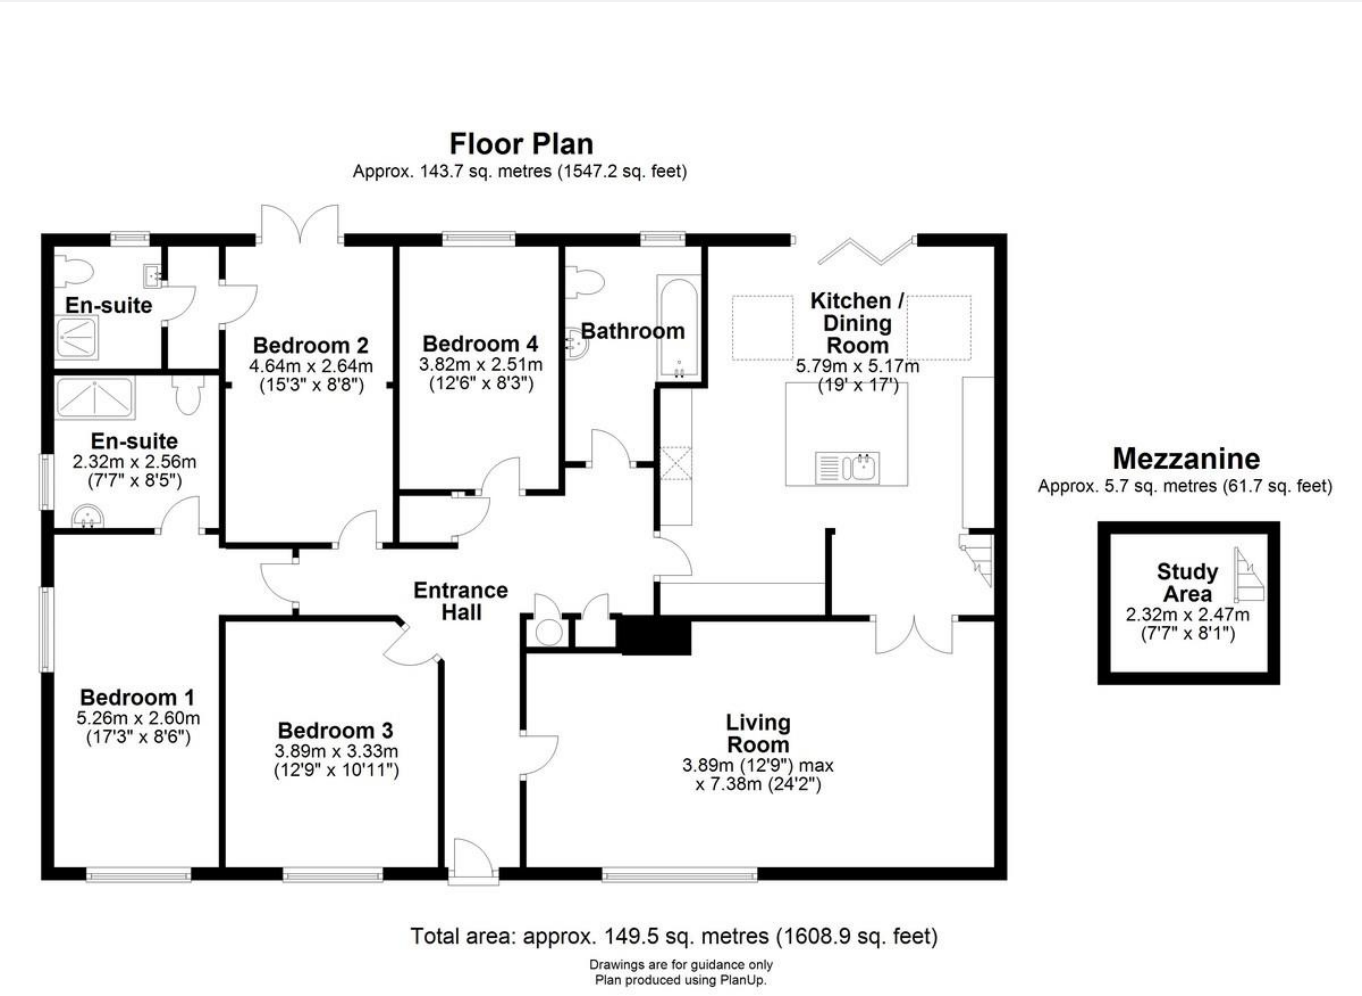 Floor Plan
Approx. 143.7 sq. metres (1547.2 sq. feet)
En-suite
Bedroom 2
4.64m x 2.64m
(15'3" x 8'8")
Bedroom 4
3.82m x 2.51m
(12'6" x 8'3")
Bathroom
Kitchen /
Dining
Room
5.79m x 5.17m
(19' x 17')
En-suite
2.32m x 2.56m
(7'7" x 8'5")
Mezzanine
Approx. 5.7 sq. metres (61.7 sq. feet)
Study
Area
2.32m x 2.47m
(7'7" x 8'1")
Entrance
Hall
Bedroom 1
5.26m x 2.60m
(17'3" x 8'6")
Bedroom 3
3.89m x 3.33m
(12'9" x 10'11")
Living
Room
3.89m (12'9") max
x 7.38m (24'2")
Total area: approx. 149.5 sq. metres (1608.9 sq. feet)
Drawings are for guidance only
Plan produced using PlanUp.